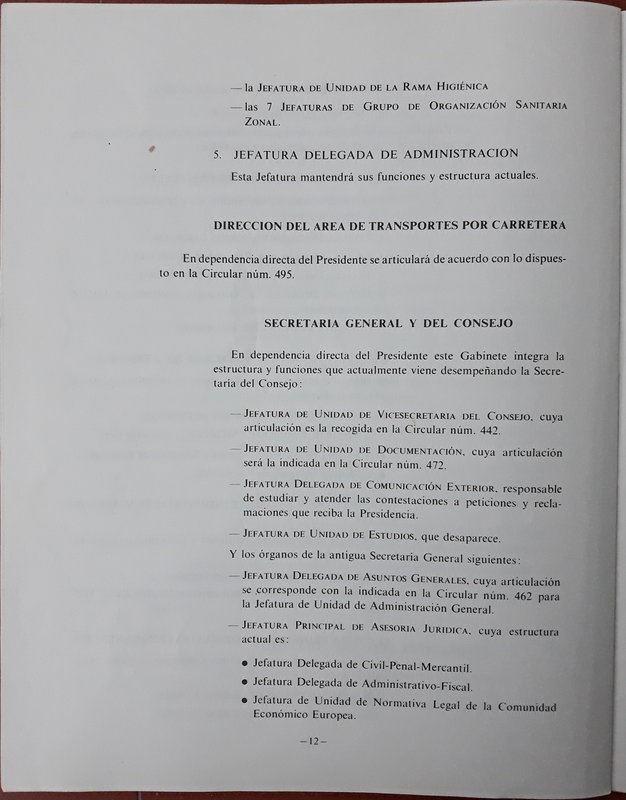 — la Jefatura de Unidad de la Rama Higiénica
— las 7 Jefaturas de Grupo de Organización Sanitaria
Zonal.
5. JEFATURA DELEGADA DE ADMINISTRACION
Esta Jefatura mantendrá sus funciones y estructura actuales.
DIRECCION DEL AREA DE TRANSPORTES POR CARRETERA
En dependencia directa del Presidente se articulará de acuerdo con lo dispues-
to en la Circular núm. 495.
SECRETARIA GENERAL Y DEL CONSEJO
En dependencia directa del Presidente este Gabinete integra la
estructura y funciones que actualmente viene desempeñando la Secre-
taría del Consejo:
— Jefatura de Unidad de Vicesecretaria del Consejo, cuya
articulación es la recogida en la Circular núm. 442.
— Jefatura de Unidad de Documentación, cuya articulación
será la indicada en la Circular núm. 472.
— Jefatura Delegada de Comunicación Exterior, responsable
de estudiar y atender las contestaciones a peticiones y recla-
maciones que reciba la Presidencia.
— Jefatura de Unidad de Estudios, que desaparece.
Y los órganos de la antigua Secretaría General siguientes:
— Jefatura Delegada de Asuntos Generales, cuya articulación
se corresponde con la indicada en la Circular núm. 462 para
la Jefatura de Unidad de Administración General.
— Jefatura Principal de Asesoria Juridica, cuya estructura
actual es:
● Jefatura Delegada de Civil-Penal-Mercantil.
● Jefatura Delegada de Administrativo-Fiscal.
● Jefatura de Unidad de Normativa Legal de la Comunidad
Económico Europea.
— 12 —